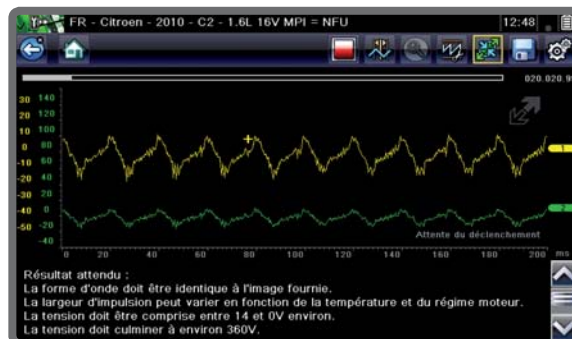 FR - Citroen - 2010 - C2 - 1.6L 16V MPI = NFU 12:48
020.020.9
30 140
20 120
10 100
0 80
-10 60
-20 40
-30 20
-40 0
-50 -20
-40
1
2
Attente du déclenchement
0 20 40 60 80 100 120 140 160 180 200 ms
Résultat attendu :
La forme d'onde doit être identique à l'image fournie.
La largeur d'impulsion peut varier en fonction de la température et du régime moteur.
La tension doit être comprise entre 14 et 0V environ.
La tension doit culminer à environ 360V.